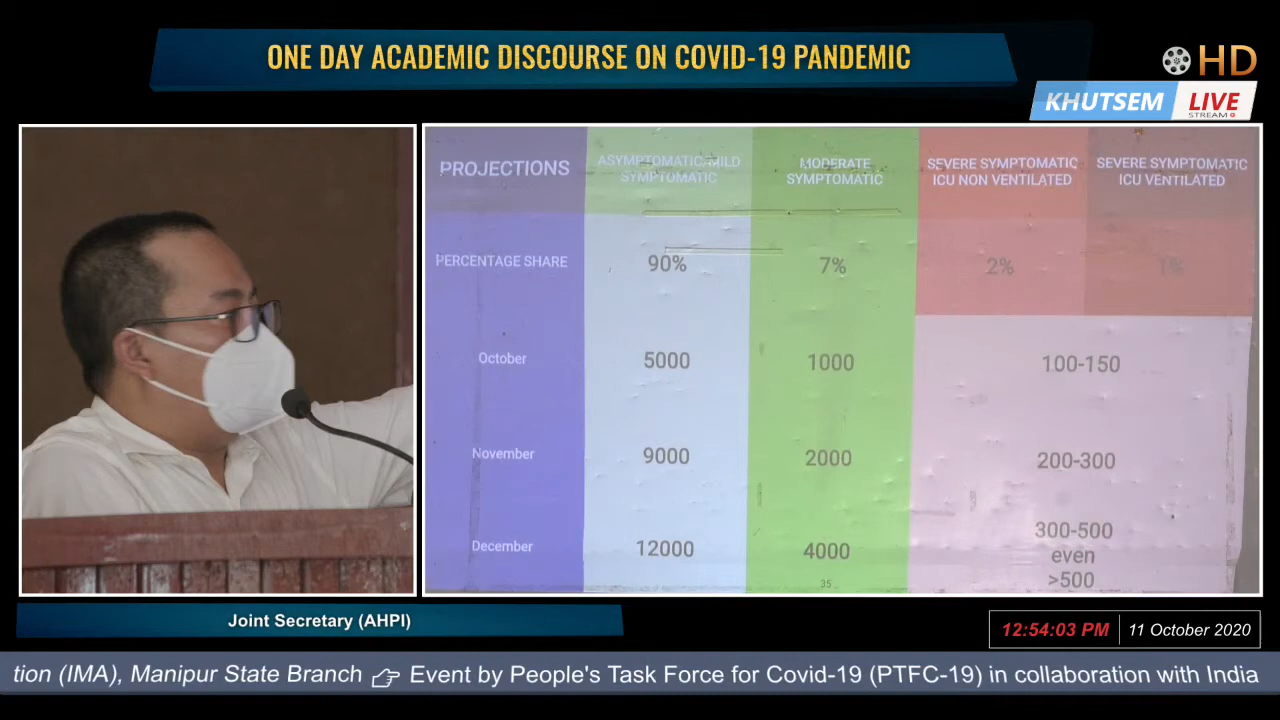 ONE DAY ACADEMIC DISCOURSE ON COVID-19 PANDEMIC
HD
KHUTSEM LIVE
STREAM
PROJECTIONS
ASYMPTOMATIC/MILD
SYMPTOMATIC
MODERATE
SYMPTOMATIC
SEVERE SYMPTOMATIC
ICU NON VENTILATED
SEVERE SYMPTOMATIC
ICU VENTILATED
PERCENTAGE SHARE
90%
7%
2%
1%
October
5000
1000
100-150
November
9000
2000
200-300
December
12000
4000
300-500
even
>500
35
Joint Secretary (AHPI)
12:54:03 PM
11 October 2020
tion (IMA), Manipur State Branch Event by People's Task Force for Covid-19 (PTFC-19) in collaboration with India